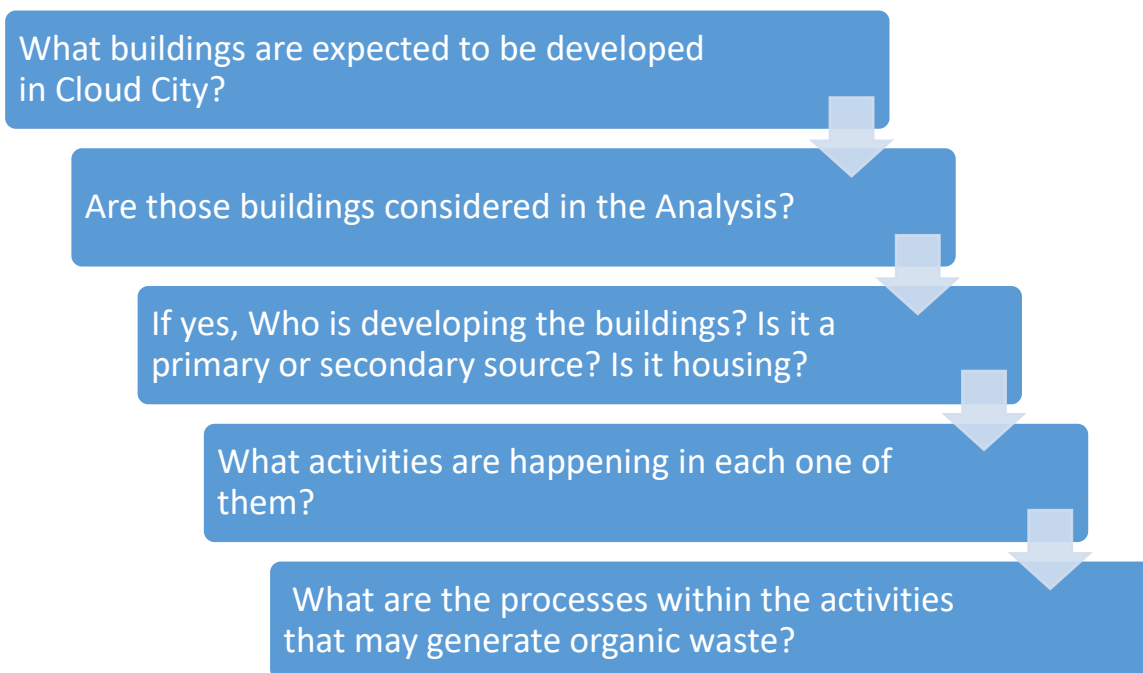 What buildings are expected to be developed
in Cloud City?
Are those buildings considered in the Analysis?
If yes, Who is developing the buildings? Is it a
primary or secondary source? Is it housing?
What activities are happening in each one of
them?
What are the processes within the activities
that may generate organic waste?